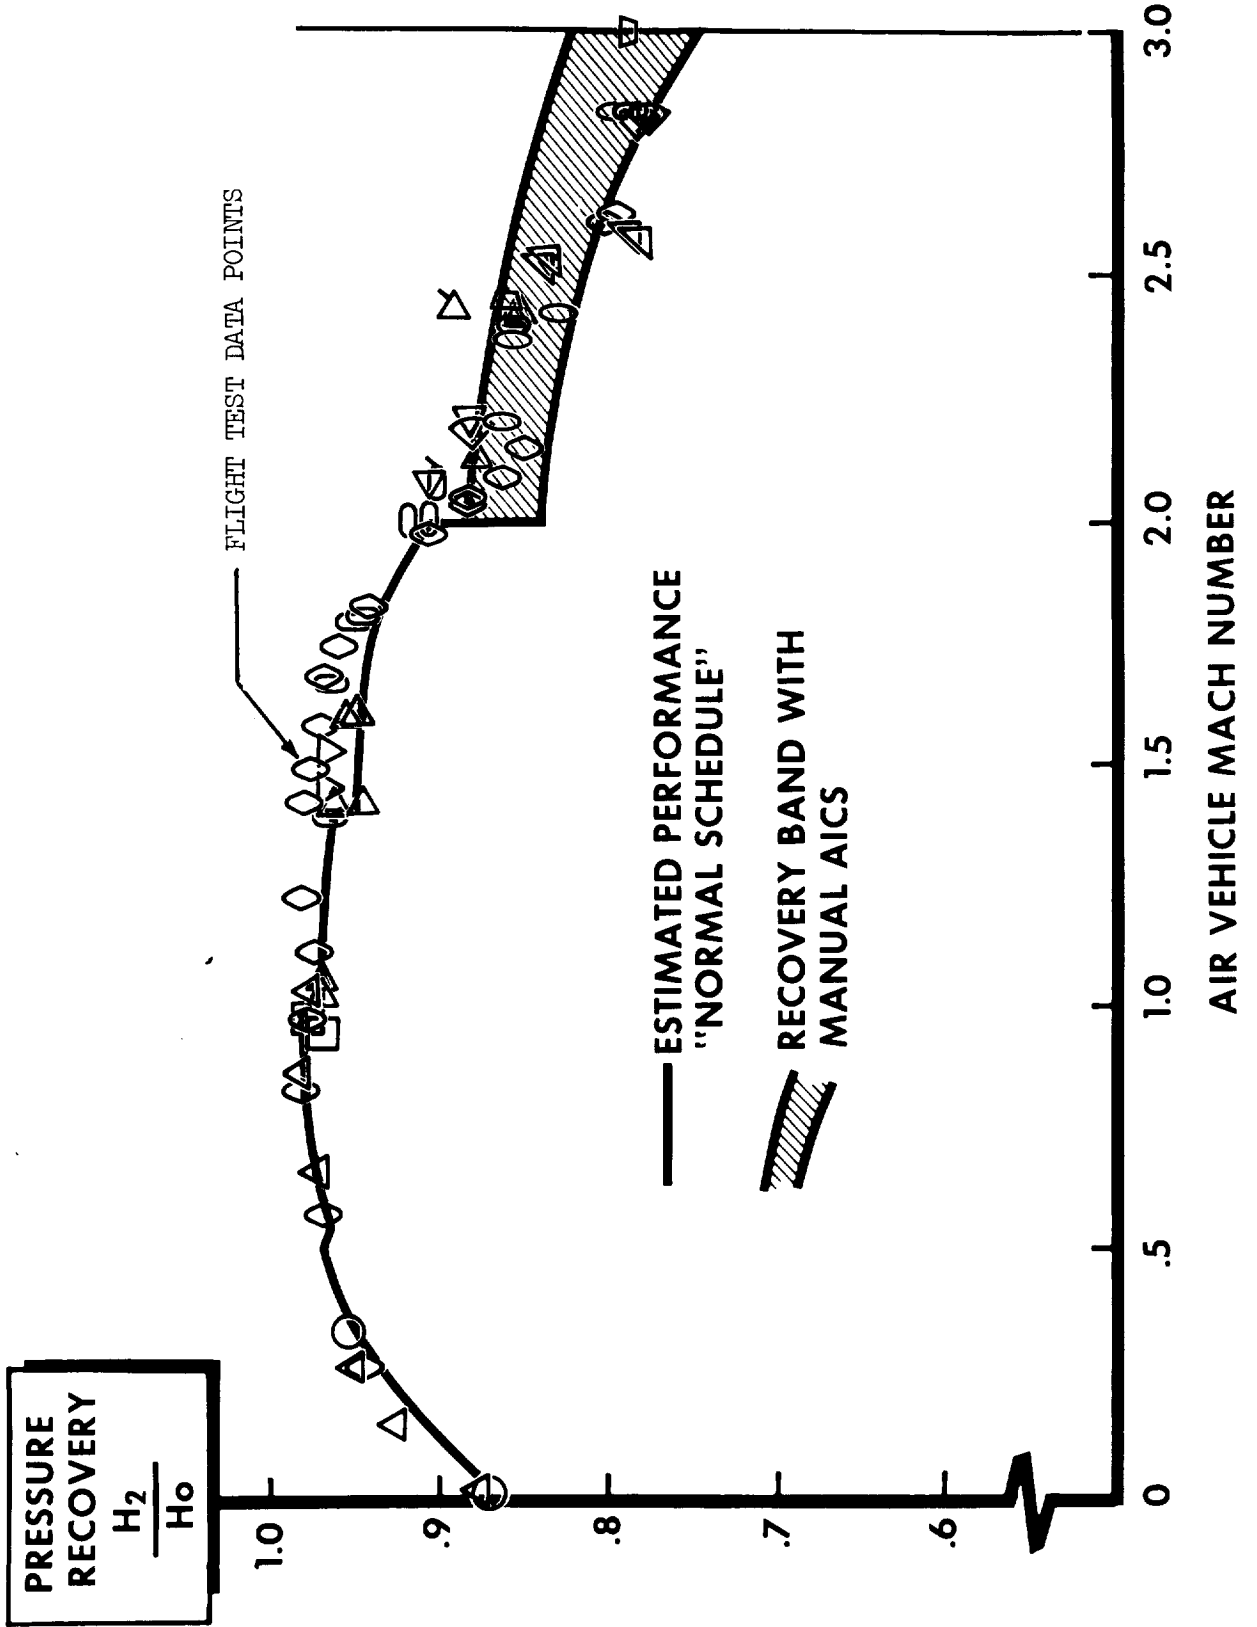 PRESSURE
RECOVERY
H2
Ho
1.0
.9
.8
.7
.6
FLIGHT TEST DATA POINTS
ESTIMATED PERFORMANCE
"NORMAL SCHEDULE"
RECOVERY BAND WITH
MANUAL AICS
0
.5
1.0
1.5
2.0
2.5
3.0
AIR VEHICLE MACH NUMBER